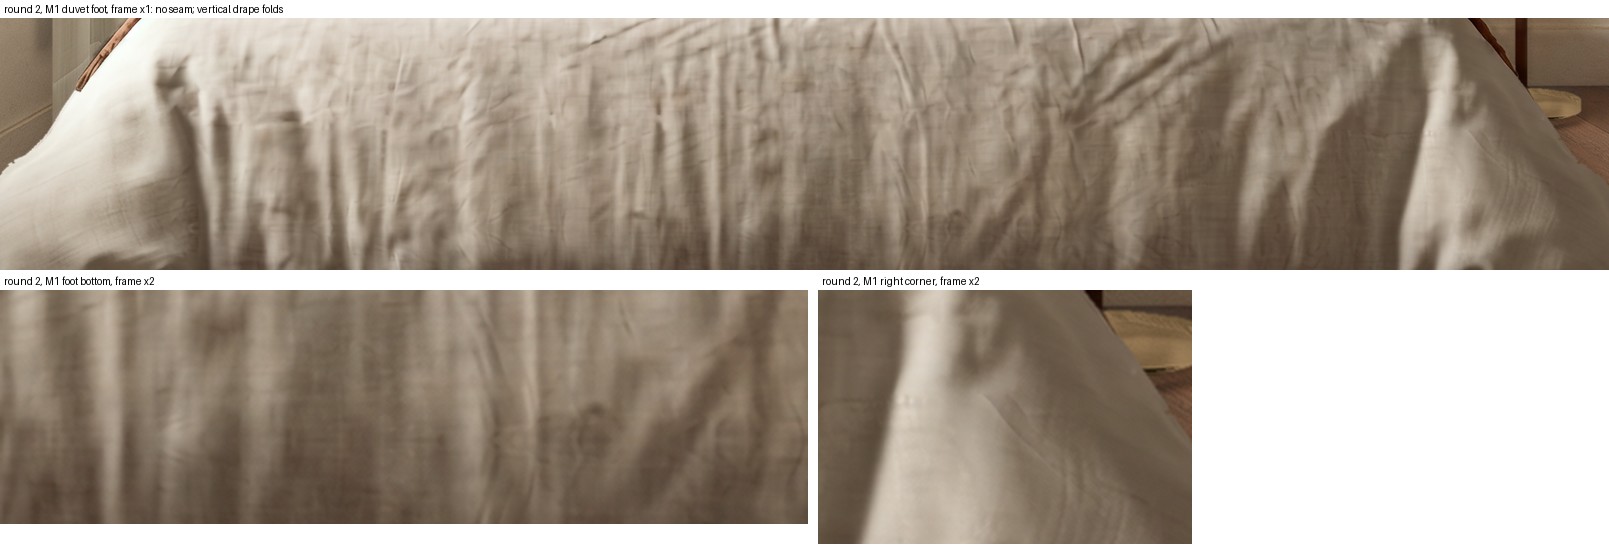 round 2, M1 duvet foot, frame x1: no seam; vertical drape folds
round 2, M1 foot bottom, frame x2
round 2, M1 right corner, frame x2